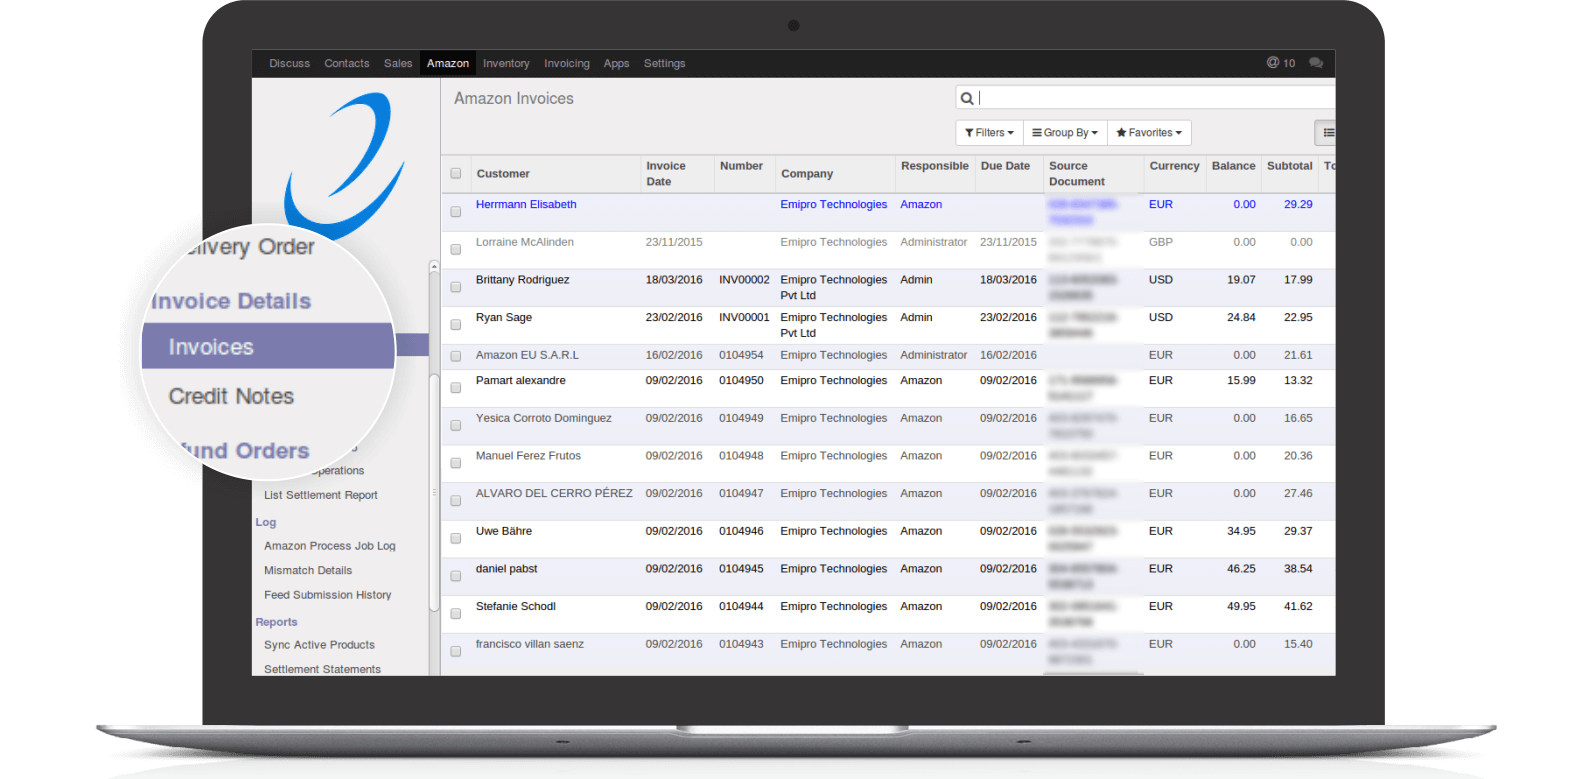 Discuss Contacts Sales Amazon Inventory Invoicing Apps Settings @ 10
Amazon Invoices
Filters Group By Favorites
Delivery Order
Invoice Details
Invoices
Credit Notes
fund Orders
perations
List Settlement Report
Log
Amazon Process Job Log
Mismatch Details
Feed Submission History
Reports
Sync Active Products
Settlement Statements
Customer Invoice Date Number Company Responsible Due Date Source Document Currency Balance Subtotal To
Herrmann Elisabeth Emipro Technologies Amazon EUR 0.00 29.29
Lorraine McAlinden 23/11/2015 Emipro Technologies Administrator 23/11/2015 GBP 0.00 0.00
Brittany Rodriguez 18/03/2016 INV00002 Emipro Technologies Pvt Ltd Admin 18/03/2016 USD 19.07 17.99
Ryan Sage 23/02/2016 INV00001 Emipro Technologies Pvt Ltd Admin 23/02/2016 USD 24.84 22.95
Amazon EU S.A.R.L 16/02/2016 0104954 Emipro Technologies Administrator 16/02/2016 EUR 0.00 21.61
Pamart alexandre 09/02/2016 0104950 Emipro Technologies Amazon 09/02/2016 EUR 15.99 13.32
Yesica Corroto Dominguez 09/02/2016 0104949 Emipro Technologies Amazon 09/02/2016 EUR 0.00 16.65
Manuel Ferez Frutos 09/02/2016 0104948 Emipro Technologies Amazon 09/02/2016 EUR 0.00 20.36
ALVARO DEL CERRO PÉREZ 09/02/2016 0104947 Emipro Technologies Amazon 09/02/2016 EUR 0.00 27.46
Uwe Bähre 09/02/2016 0104946 Emipro Technologies Amazon 09/02/2016 EUR 34.95 29.37
daniel pabst 09/02/2016 0104945 Emipro Technologies Amazon 09/02/2016 EUR 46.25 38.54
Stefanie Schodl 09/02/2016 0104944 Emipro Technologies Amazon 09/02/2016 EUR 49.95 41.62
francisco villan saenz 09/02/2016 0104943 Emipro Technologies Amazon 09/02/2016 EUR 0.00 15.40